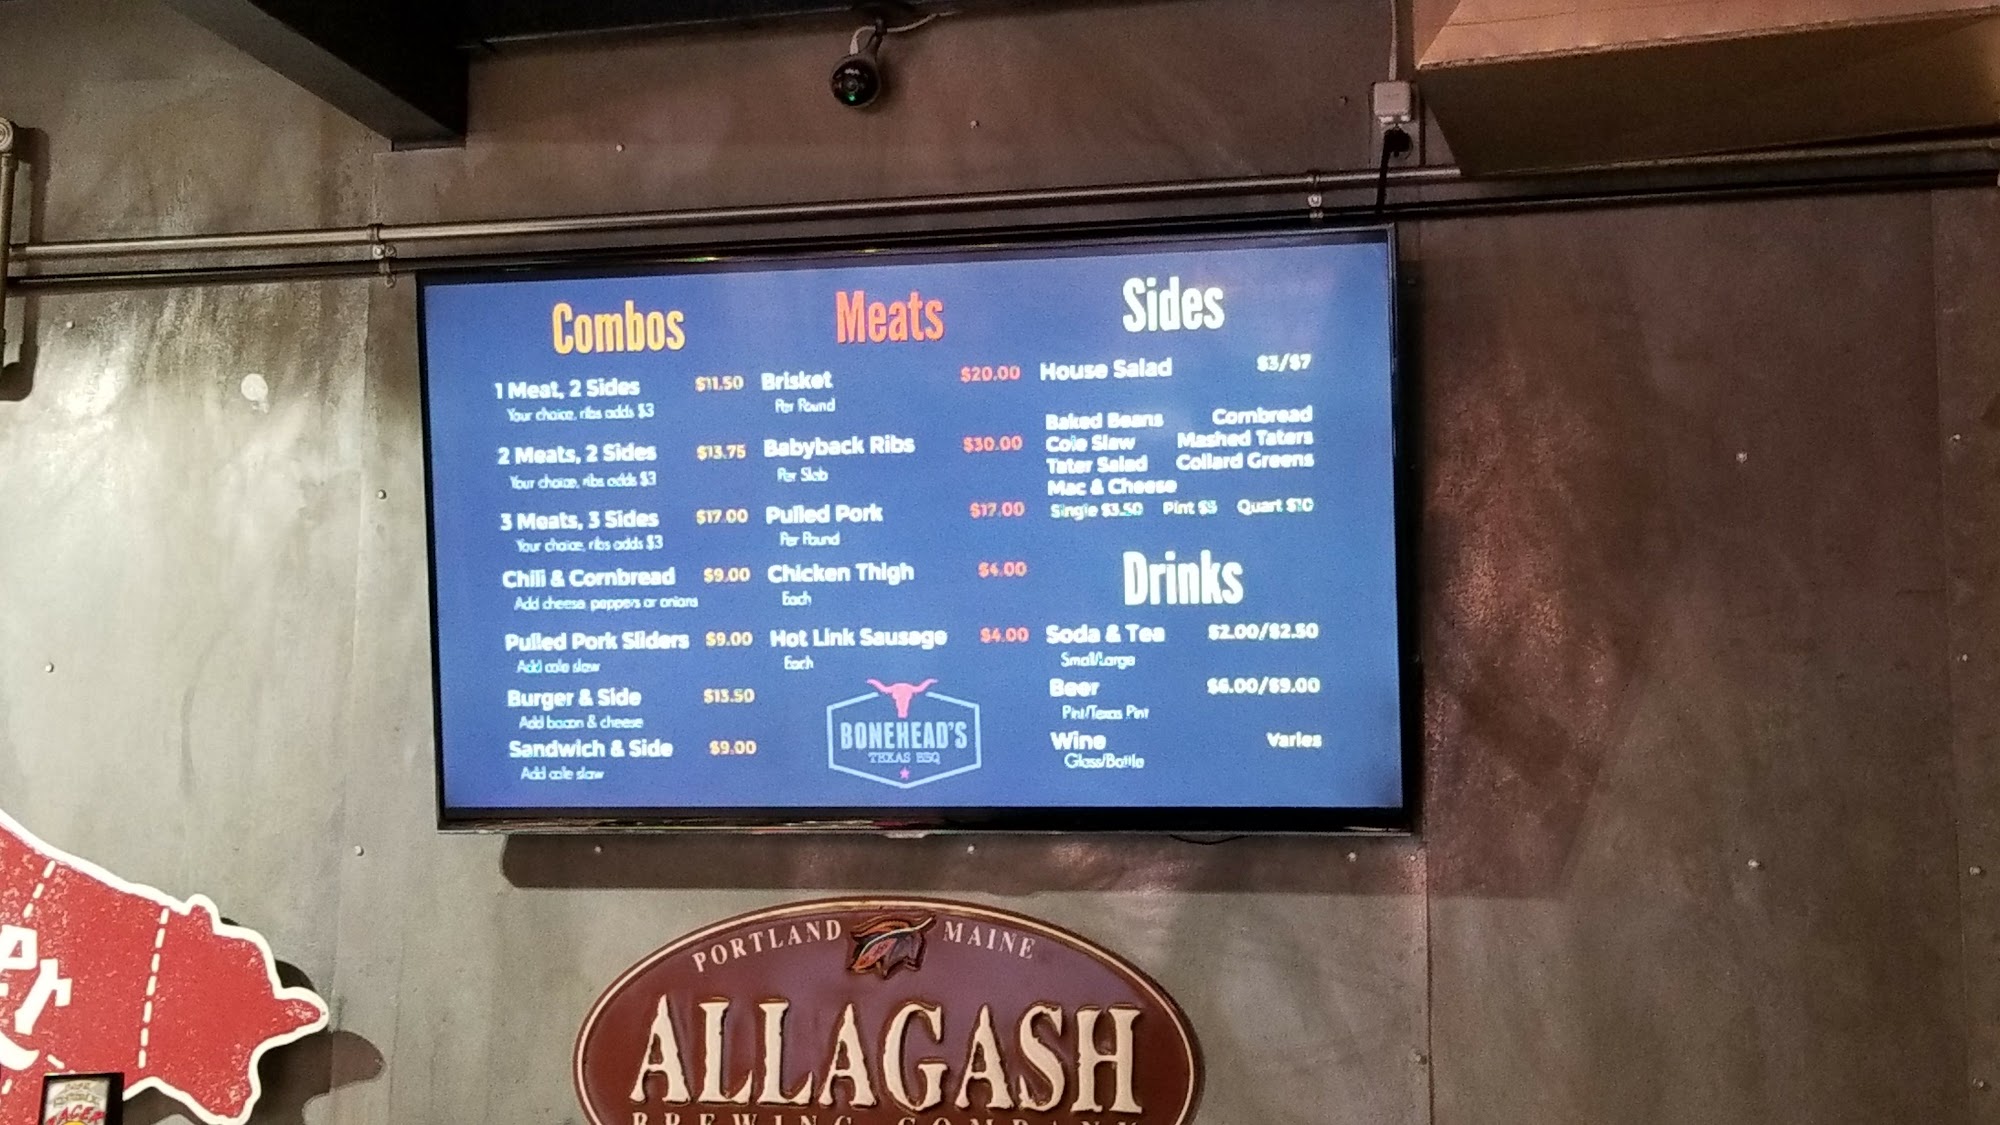 Combos
1 Meat, 2 Sides $11.50
Your choice, ribs adds $3
2 Meats, 2 Sides $13.75
Your choice, ribs adds $3
3 Meats, 3 Sides $17.00
Your choice, ribs adds $3
Chili & Cornbread $9.00
Add cheese, peppers or onions
Pulled Pork Sliders $9.00
Add cole slaw
Burger & Side $13.50
Add bacon & cheese
Sandwich & Side $9.00
Add cole slaw
Meats
Brisket $20.00
Per Pound
Babyback Ribs $30.00
Per Slab
Pulled Pork $17.00
Per Pound
Chicken Thigh $4.00
Each
Hot Link Sausage $4.00
Each
BONEHEAD'S
TEXAS BBQ
Sides
House Salad $3/$7
Baked Beans Cornbread
Cole Slaw Mashed Taters
Tater Salad Collard Greens
Mac & Cheese
Single $3.50 Pint $5 Quart $10
Drinks
Soda & Tea $2.00/$2.50
Small/Large
Beer $6.00/$9.00
Pint/Texas Pint
Wine Varies
Glass/Bottle
PORTLAND MAINE
ALLAGASH
BREWING COMPANY